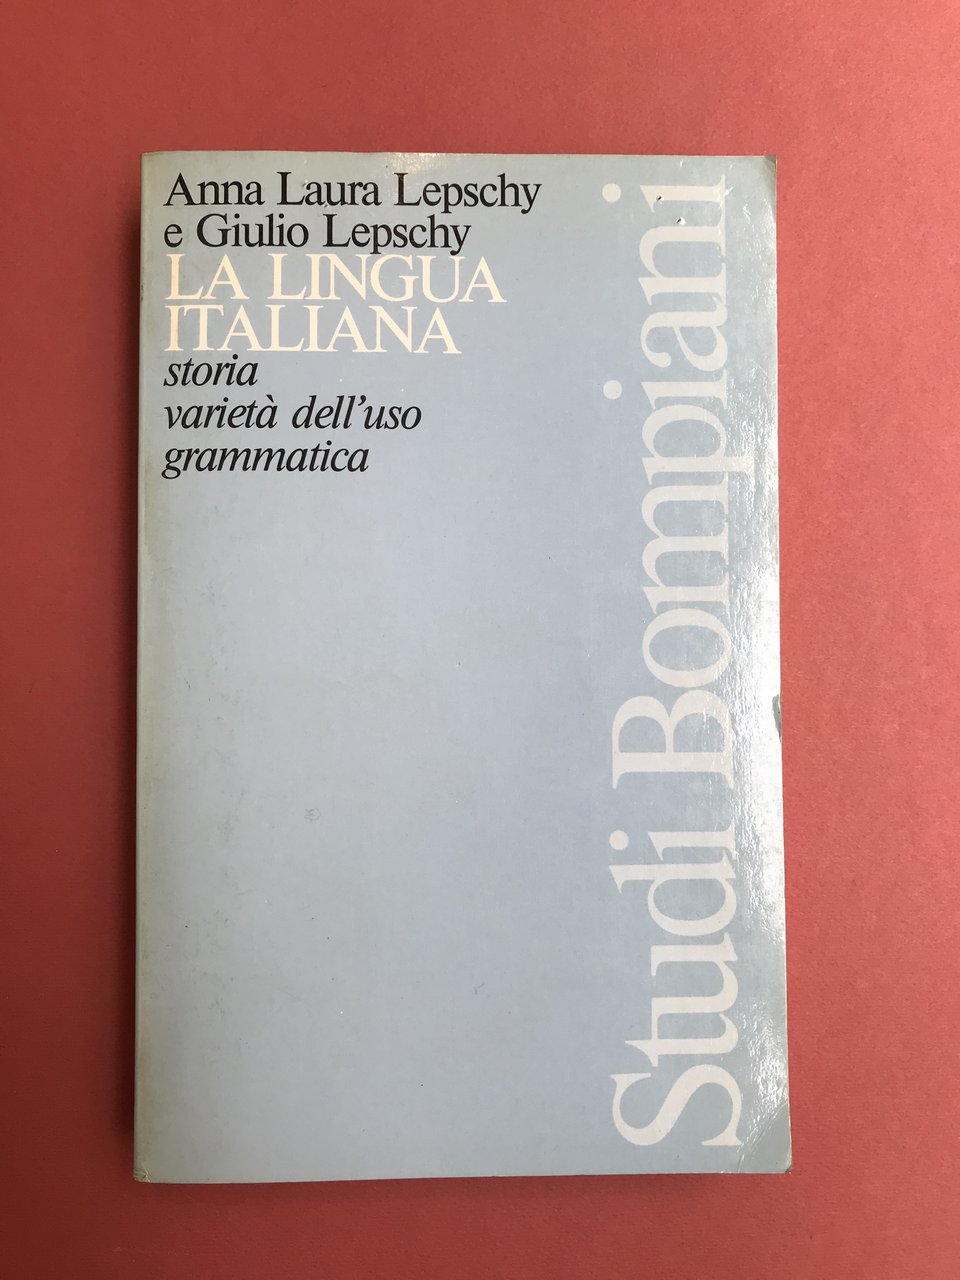 Anna Laura Lepschy
e Giulio Lepschy
LA LINGUA
ITALIANA
storia
varietà dell'uso
grammatica
Studi Bompiani